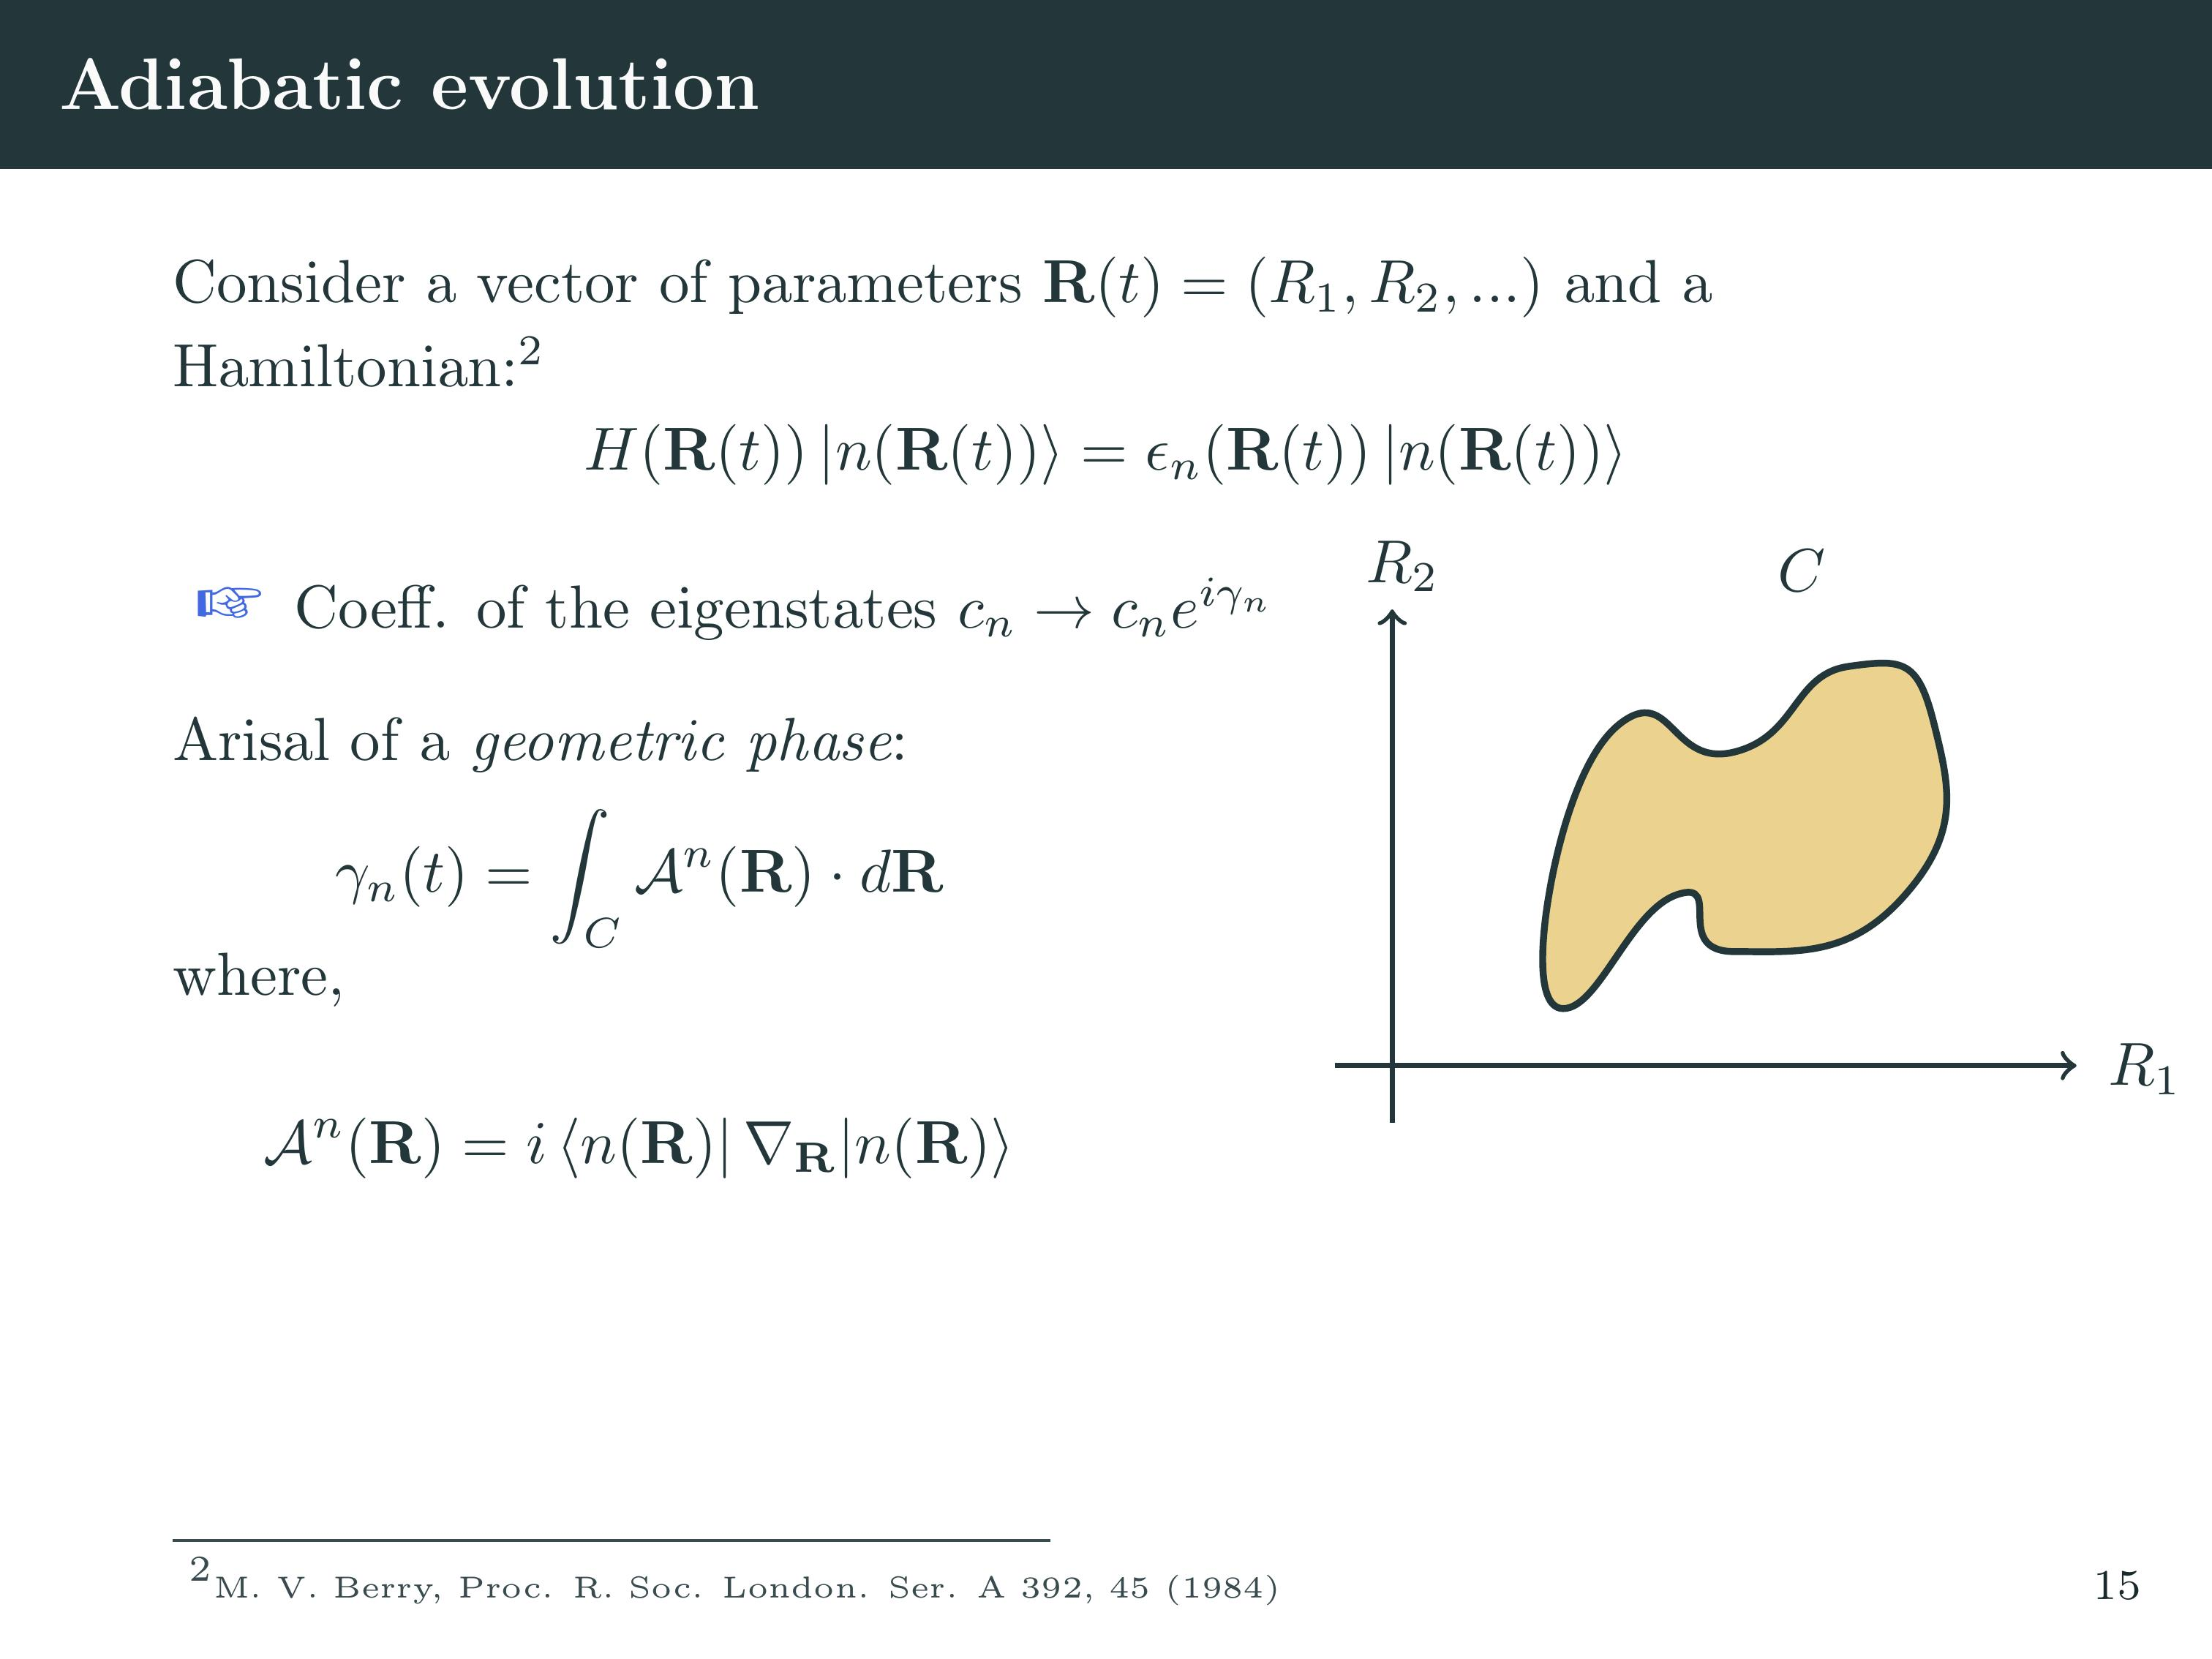 Adiabatic evolution
Consider a vector of parameters R(t) = (R₁, R₂, ...) and a
Hamiltonian:²
H(R(t)) |n(R(t))⟩ = ϵₙ(R(t)) |n(R(t))⟩
☞ Coeff. of the eigenstates cₙ → cₙe^{iγₙ}
Arisal of a geometric phase:
γₙ(t) = ∫_C 𝒜ⁿ(R) · dR
where,
𝒜ⁿ(R) = i ⟨n(R)| ∇_R |n(R)⟩
R₂
C
R₁
²M. V. Berry, Proc. R. Soc. London. Ser. A 392, 45 (1984)
15